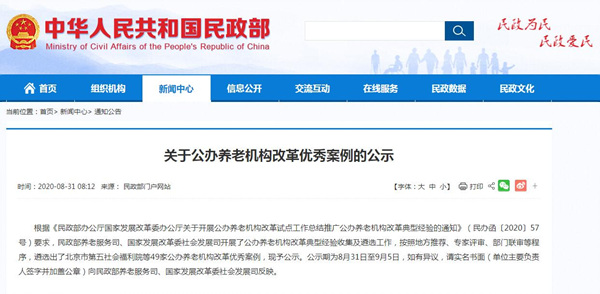 中华人民共和国民政部
Ministry of Civil Affairs of the People's Republic of China
民政为民
民政爱民
首页 组织机构 新闻中心 信息公开 交流互动 在线服务 民政数据 民政文化
当前位置：首页> 新闻中心> 通知公告
关于公办养老机构改革优秀案例的公示
时间：2020-08-31 08:12 来源： 民政部门户网站 【字体：大 中 小】 打印
根据《民政部办公厅国家发展改革委办公厅关于开展公办养老机构改革试点工作总结推广公办养老机构改革典型经验的通知》（民办函〔2020〕57
号）要求，民政部养老服务司、国家发展改革委社会发展司开展了公办养老机构改革典型经验收集及遴选工作，按照地方推荐、专家评审、部门联审等程
序，遴选出了北京市第五社会福利院等49家公办养老机构改革优秀案例，现予公示。公示期为8月31日至9月5日，如有异议，请实名书面（单位主要负责
人签字并加盖公章）向民政部养老服务司、国家发展改革委社会发展司反映。